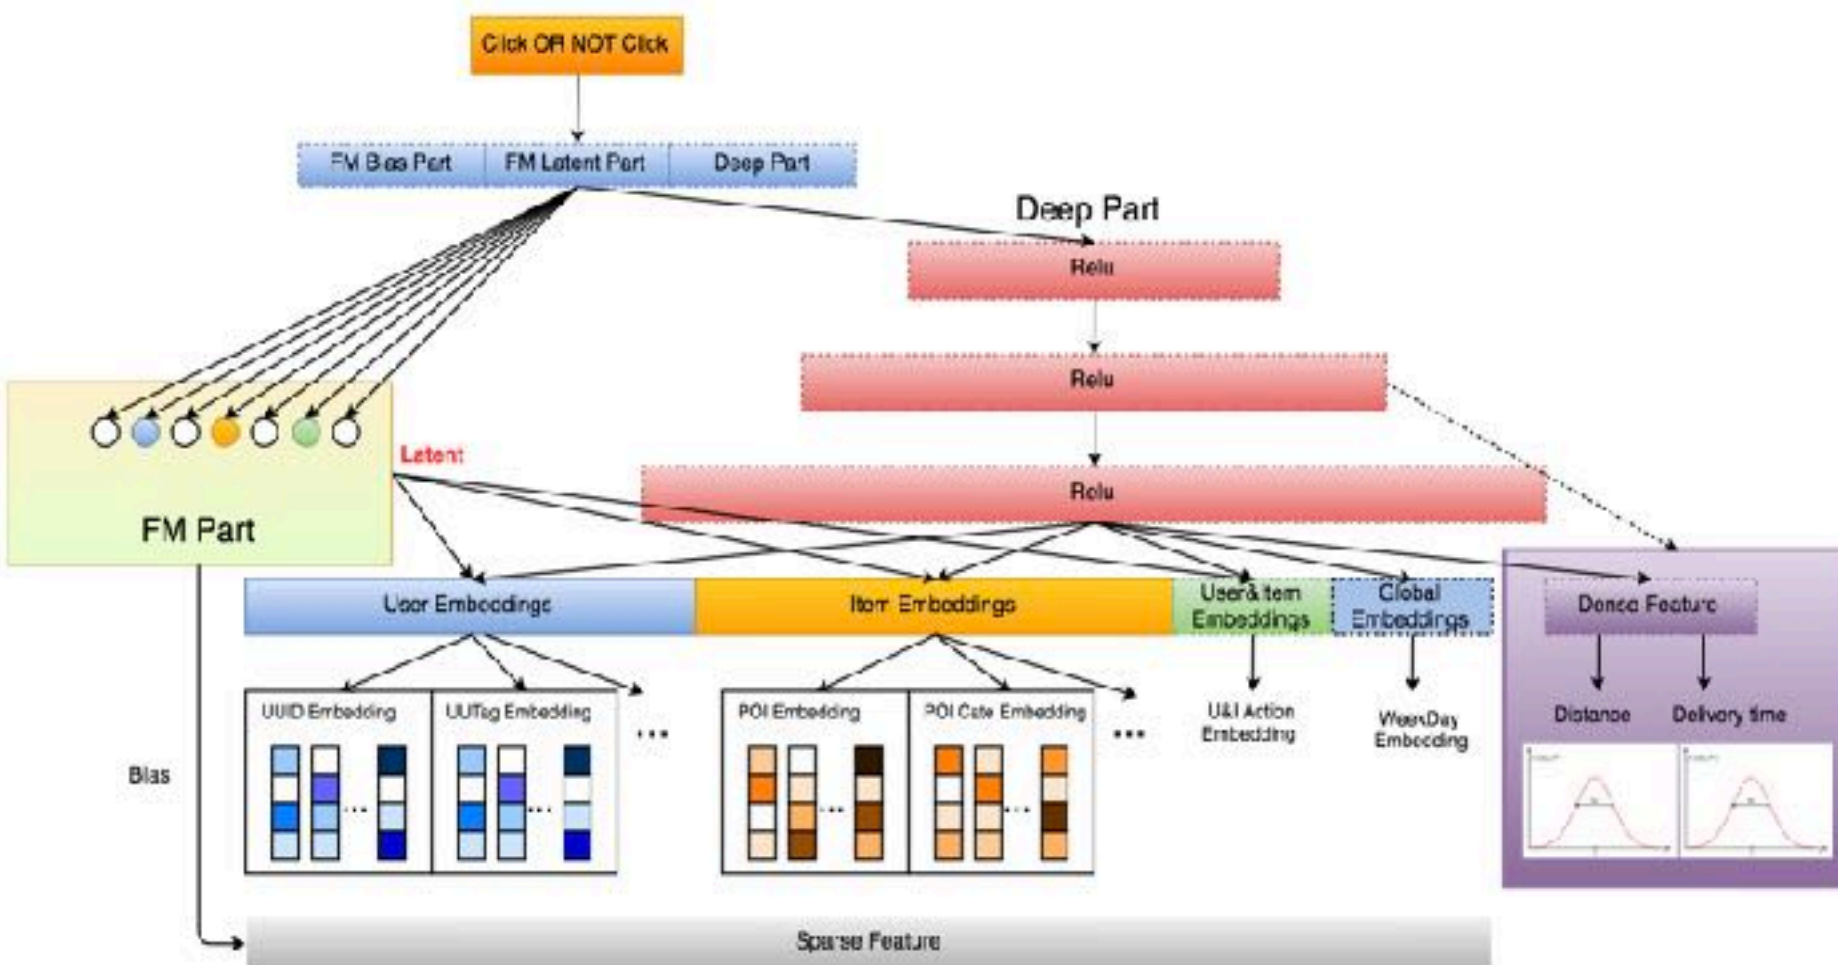 Click OR NOT Click
FM Bias Part
FM Latent Part
Deep Part
Deep Part
Relu
Relu
Latent
Relu
FM Part
User Embeddings
Item Embeddings
User&Item
Embeddings
Global
Embeddings
Dense Feature
UUID Embedding
UUTag Embedding
...
POI Embedding
POI Cate Embedding
...
U&I Action
Embedding
WeekDay
Embedding
Distance
Delivery time
Bias
...
...
...
...
Sparse Feature